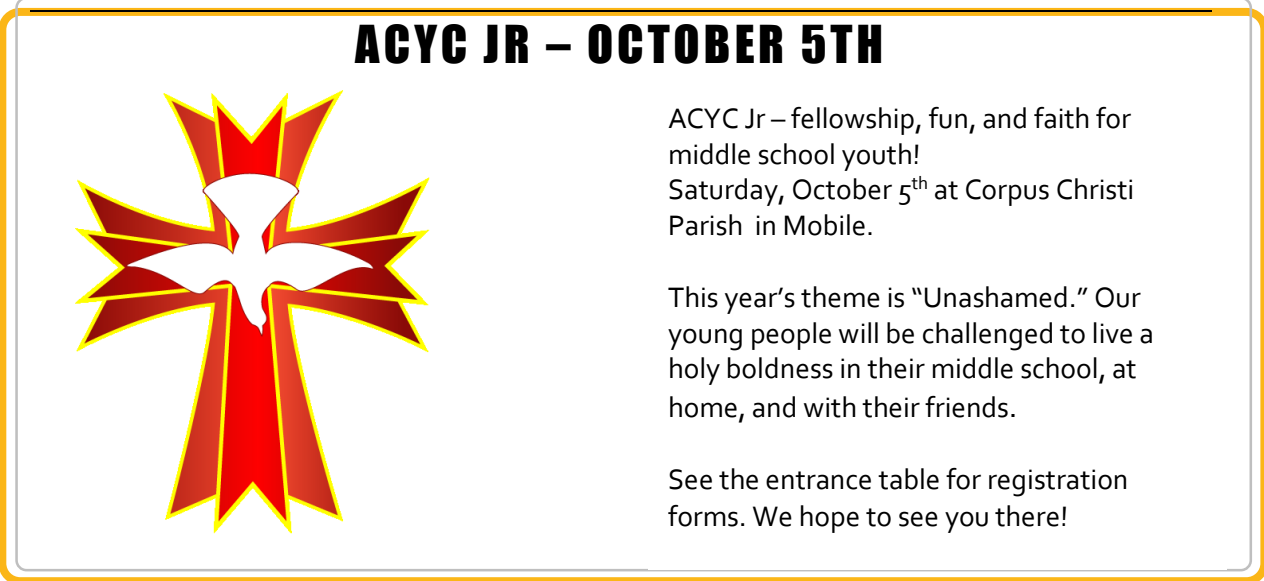 ACYC JR – OCTOBER 5TH
ACYC Jr – fellowship, fun, and faith for
middle school youth!
Saturday, October 5th at Corpus Christi
Parish  in Mobile.
This year’s theme is “Unashamed.” Our
young people will be challenged to live a
holy boldness in their middle school, at
home, and with their friends.
See the entrance table for registration
forms. We hope to see you there!